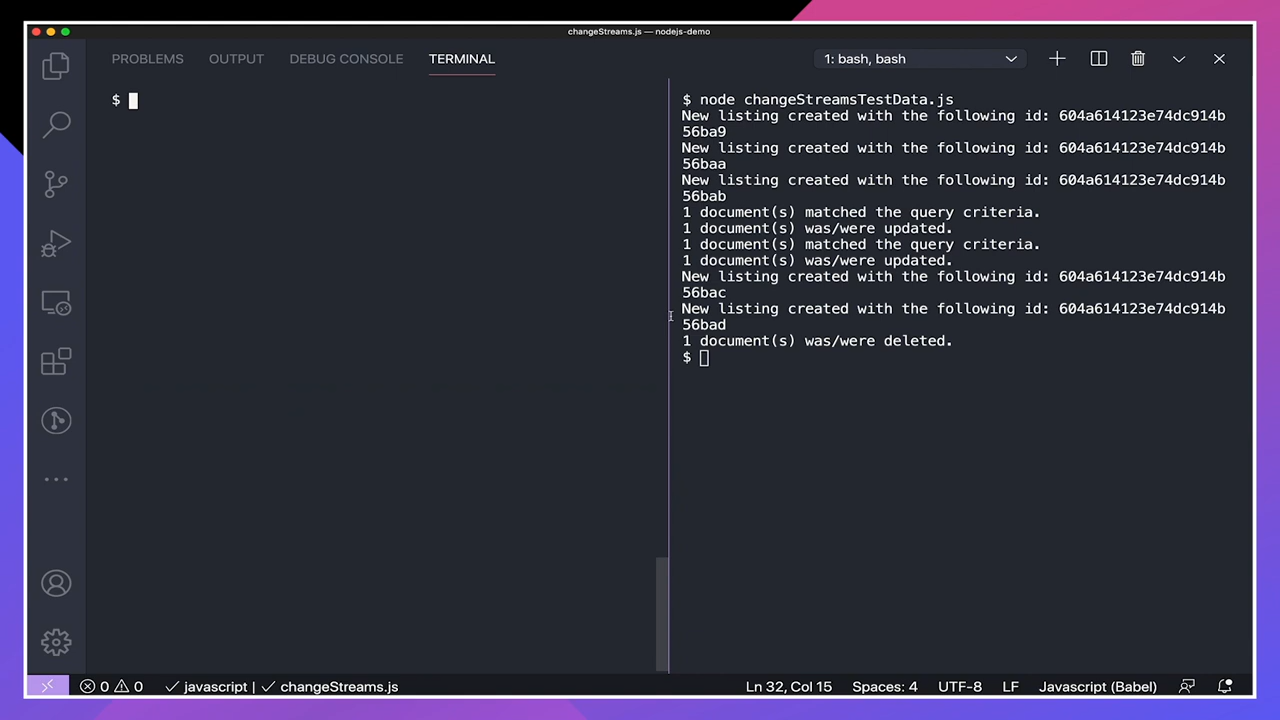 changeStreams.js — nodejs-demo
PROBLEMS OUTPUT DEBUG CONSOLE TERMINAL 1: bash, bash
$
$ node changeStreamsTestData.js
New listing created with the following id: 604a614123e74dc914b
56ba9
New listing created with the following id: 604a614123e74dc914b
56baa
New listing created with the following id: 604a614123e74dc914b
56bab
1 document(s) matched the query criteria.
1 document(s) was/were updated.
1 document(s) matched the query criteria.
1 document(s) was/were updated.
New listing created with the following id: 604a614123e74dc914b
56bac
New listing created with the following id: 604a614123e74dc914b
56bad
1 document(s) was/were deleted.
$
0 0 javascript | changeStreams.js Ln 32, Col 15 Spaces: 4 UTF-8 LF Javascript (Babel)